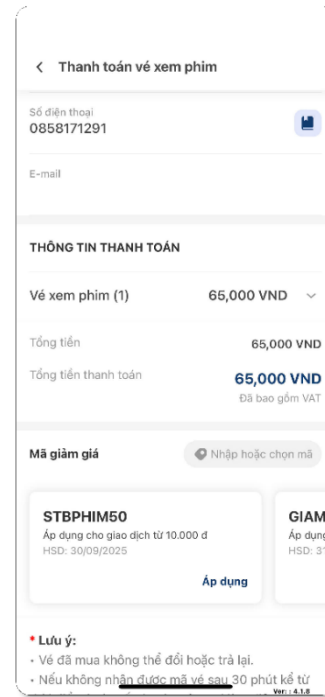 Thanh toán vé xem phim
Số điện thoại
0858171291
E-mail
THÔNG TIN THANH TOÁN
Vé xem phim (1) 65,000 VND
Tổng tiền 65,000 VND
Tổng tiền thanh toán 65,000 VND
Đã bao gồm VAT
Mã giảm giá Nhập hoặc chọn mã
STBPHIM50 GIAM
Áp dụng cho giao dịch từ 10.000 đ Áp dụng
HSD: 30/09/2025 HSD: 31
Áp dụng
* Lưu ý:
• Vé đã mua không thể đổi hoặc trả lại.
• Nếu không nhận được mã vé sau 30 phút kể từ
Ver: : 4.1.8